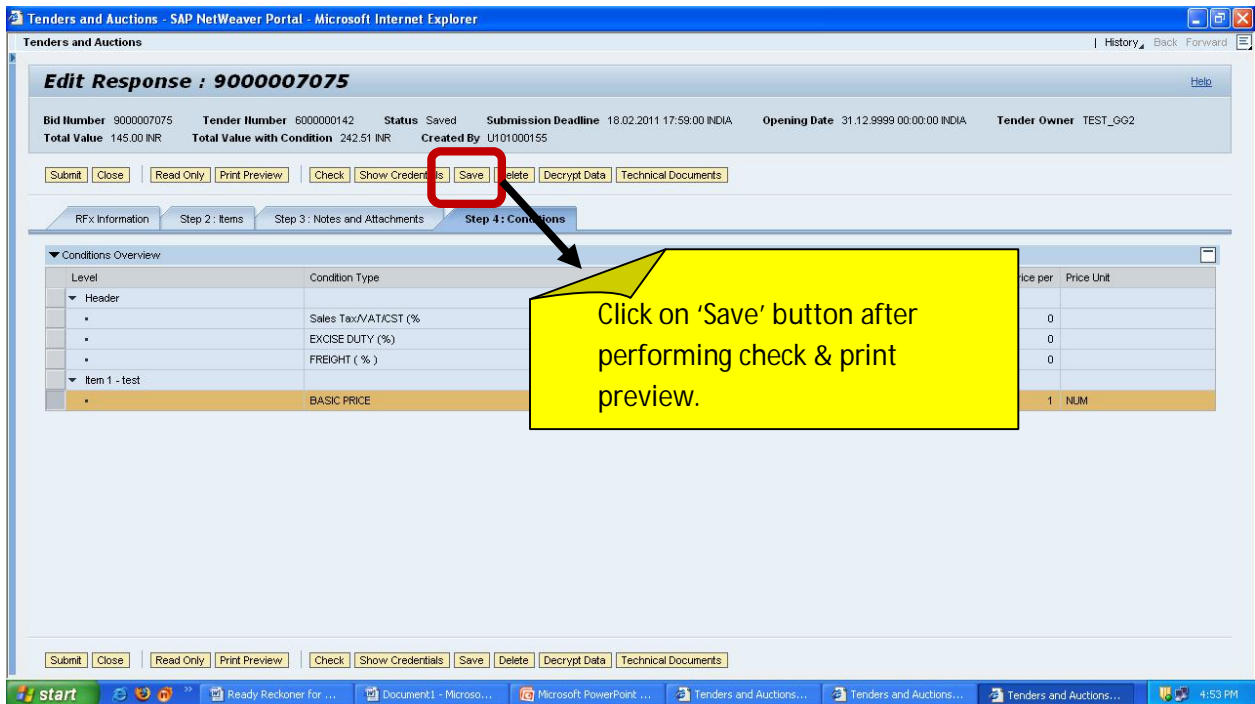 Tenders and Auctions - SAP NetWeaver Portal - Microsoft Internet Explorer
Tenders and Auctions | History Back Forward
Edit Response : 9000007075 Help
Bid Number 9000007075 Tender Number 6000000142 Status Saved Submission Deadline 18.02.2011 17:59:00 INDIA Opening Date 31.12.9999 00:00:00 INDIA Tender Owner TEST_GG2
Total Value 145.00 INR Total Value with Condition 242.51 INR Created By U101000155
Submit Close Read Only Print Preview Check Show Credentials Save Delete Decrypt Data Technical Documents
RFx Information Step 2 : Items Step 3 : Notes and Attachments Step 4 : Conditions
Conditions Overview
Level Condition Type rice per Price Unit
Header
Sales Tax/VAT/CST (% 0
EXCISE DUTY (%) 0
FREIGHT ( % ) 0
Item 1 - test
BASIC PRICE 1 NUM
Click on ‘Save’ button after
performing check & print
preview.
Submit Close Read Only Print Preview Check Show Credentials Save Delete Decrypt Data Technical Documents
start Ready Reckoner for ... Document1 - Microso... Microsoft PowerPoint ... Tenders and Auctions... Tenders and Auctions... Tenders and Auctions... 4:53 PM